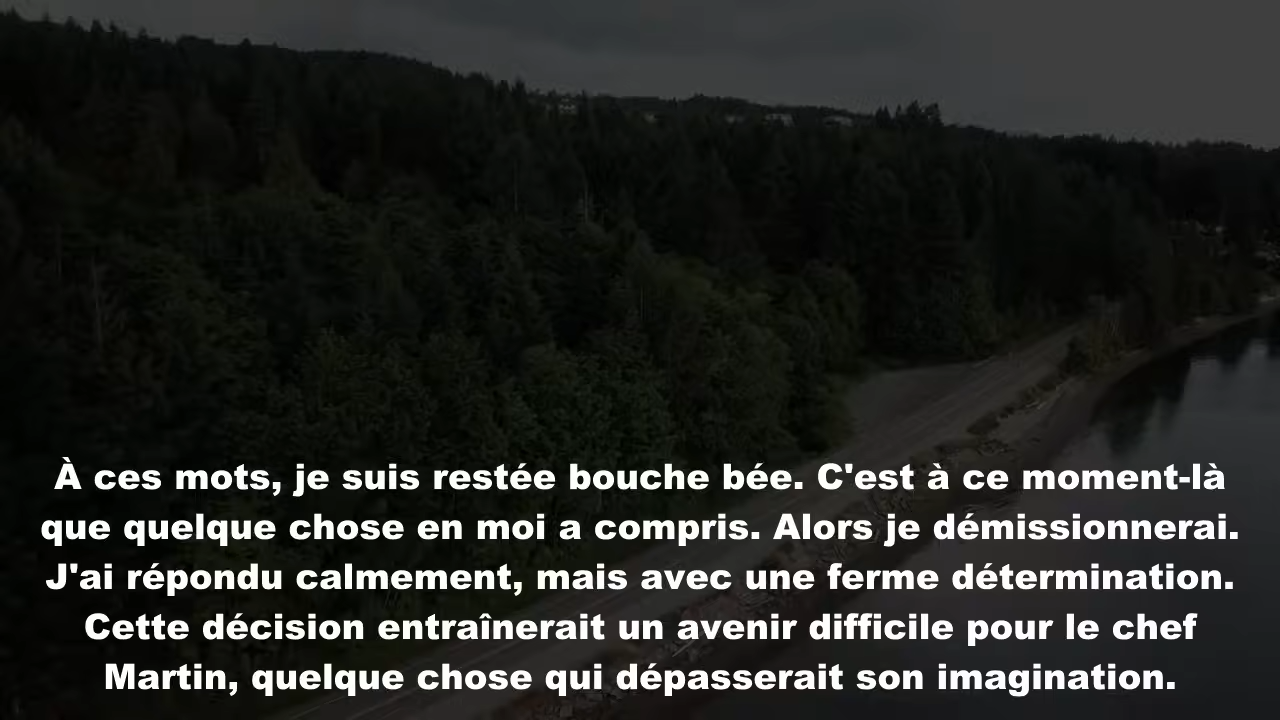 À ces mots, je suis restée bouche bée. C'est à ce moment-là
que quelque chose en moi a compris. Alors je démissionnerai.
J'ai répondu calmement, mais avec une ferme détermination.
Cette décision entraînerait un avenir difficile pour le chef
Martin, quelque chose qui dépasserait son imagination.